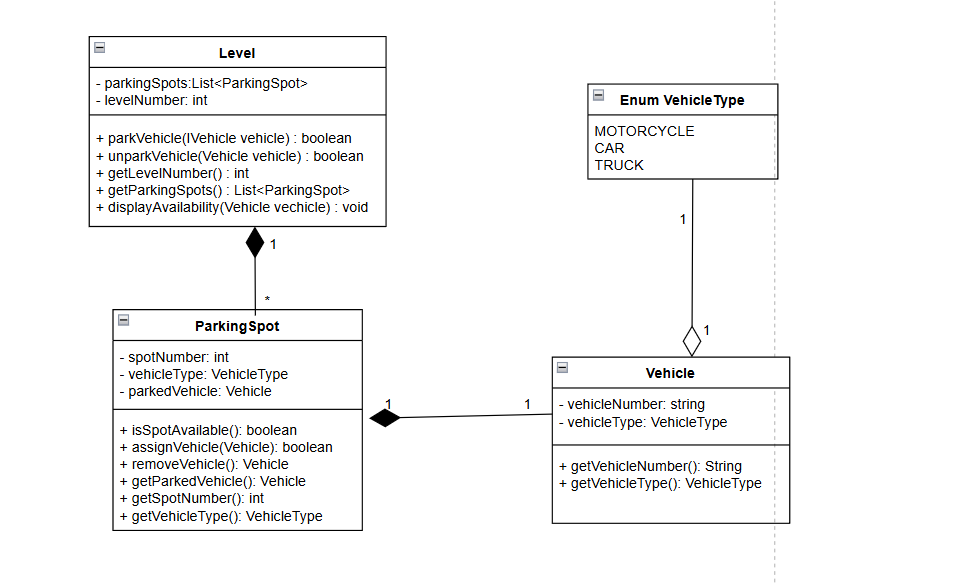 Level
- parkingSpots:List<ParkingSpot>
- levelNumber: int
+ parkVehicle(IVehicle vehicle) : boolean
+ unparkVehicle(Vehicle vehicle) : boolean
+ getLevelNumber() : int
+ getParkingSpots() : List<ParkingSpot>
+ displayAvailability(Vehicle vechicle) : void
1
*
ParkingSpot
- spotNumber: int
- vehicleType: VehicleType
- parkedVehicle: Vehicle
+ isSpotAvailable(): boolean
+ assignVehicle(Vehicle): boolean
+ removeVehicle(): Vehicle
+ getParkedVehicle(): Vehicle
+ getSpotNumber(): int
+ getVehicleType(): VehicleType
1
1
Enum VehicleType
MOTORCYCLE
CAR
TRUCK
1
1
Vehicle
- vehicleNumber: string
- vehicleType: VehicleType
+ getVehicleNumber(): String
+ getVehicleType(): VehicleType